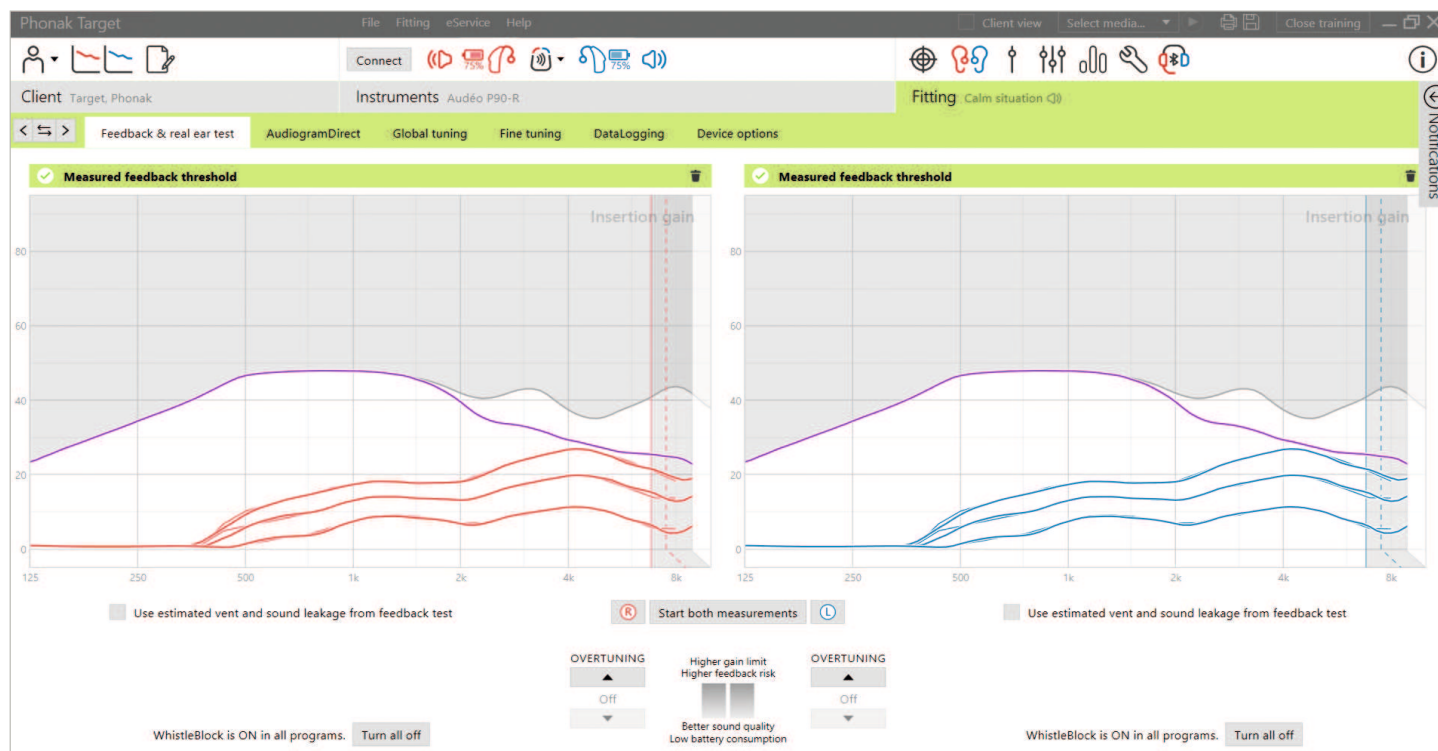 Phonak Target File Fitting eService Help Client view Select media... Close training
Connect 75% 75%
Client Target, Phonak Instruments Audéo P90-R Fitting Calm situation
Notifications
Feedback & real ear test AudiogramDirect Global tuning Fine tuning DataLogging Device options
Measured feedback threshold Measured feedback threshold
Insertion gain Insertion gain
80 80
60 60
40 40
20 20
0 0
125 250 500 1k 2k 4k 8k 125 250 500 1k 2k 4k 8k
Use estimated vent and sound leakage from feedback test R Start both measurements L Use estimated vent and sound leakage from feedback test
OVERTUNING Higher gain limit OVERTUNING
Higher feedback risk
Off Off
Better sound quality
Low battery consumption
WhistleBlock is ON in all programs. Turn all off WhistleBlock is ON in all programs. Turn all off